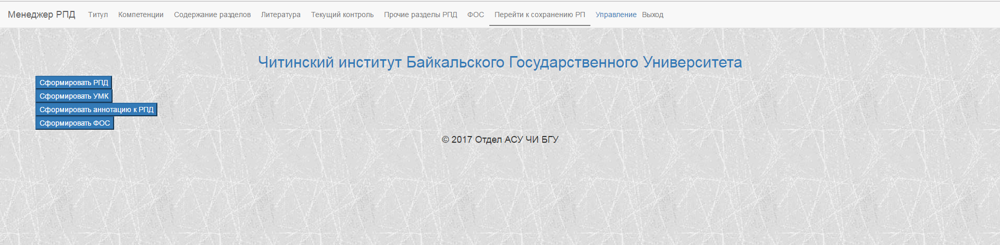 Менеджер РПД Титул Компетенции Содержание разделов Литература Текущий контроль Прочие разделы РПД ФОС Перейти к сохранению РП Управление Выход
Читинский институт Байкальского Государственного Университета
Сформировать РПД
Сформировать УМК
Сформировать аннотацию к РПД
Сформировать ФОС
© 2017 Отдел АСУ ЧИ БГУ